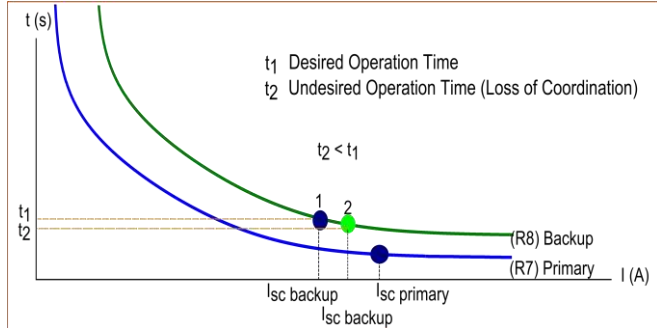 t (s)
t1 Desired Operation Time
t2 Undesired Operation Time (Loss of Coordination)
t2 < t1
1
2
t1
t2
(R8) Backup
(R7) Primary
I (A)
Isc backup
Isc primary
Isc backup